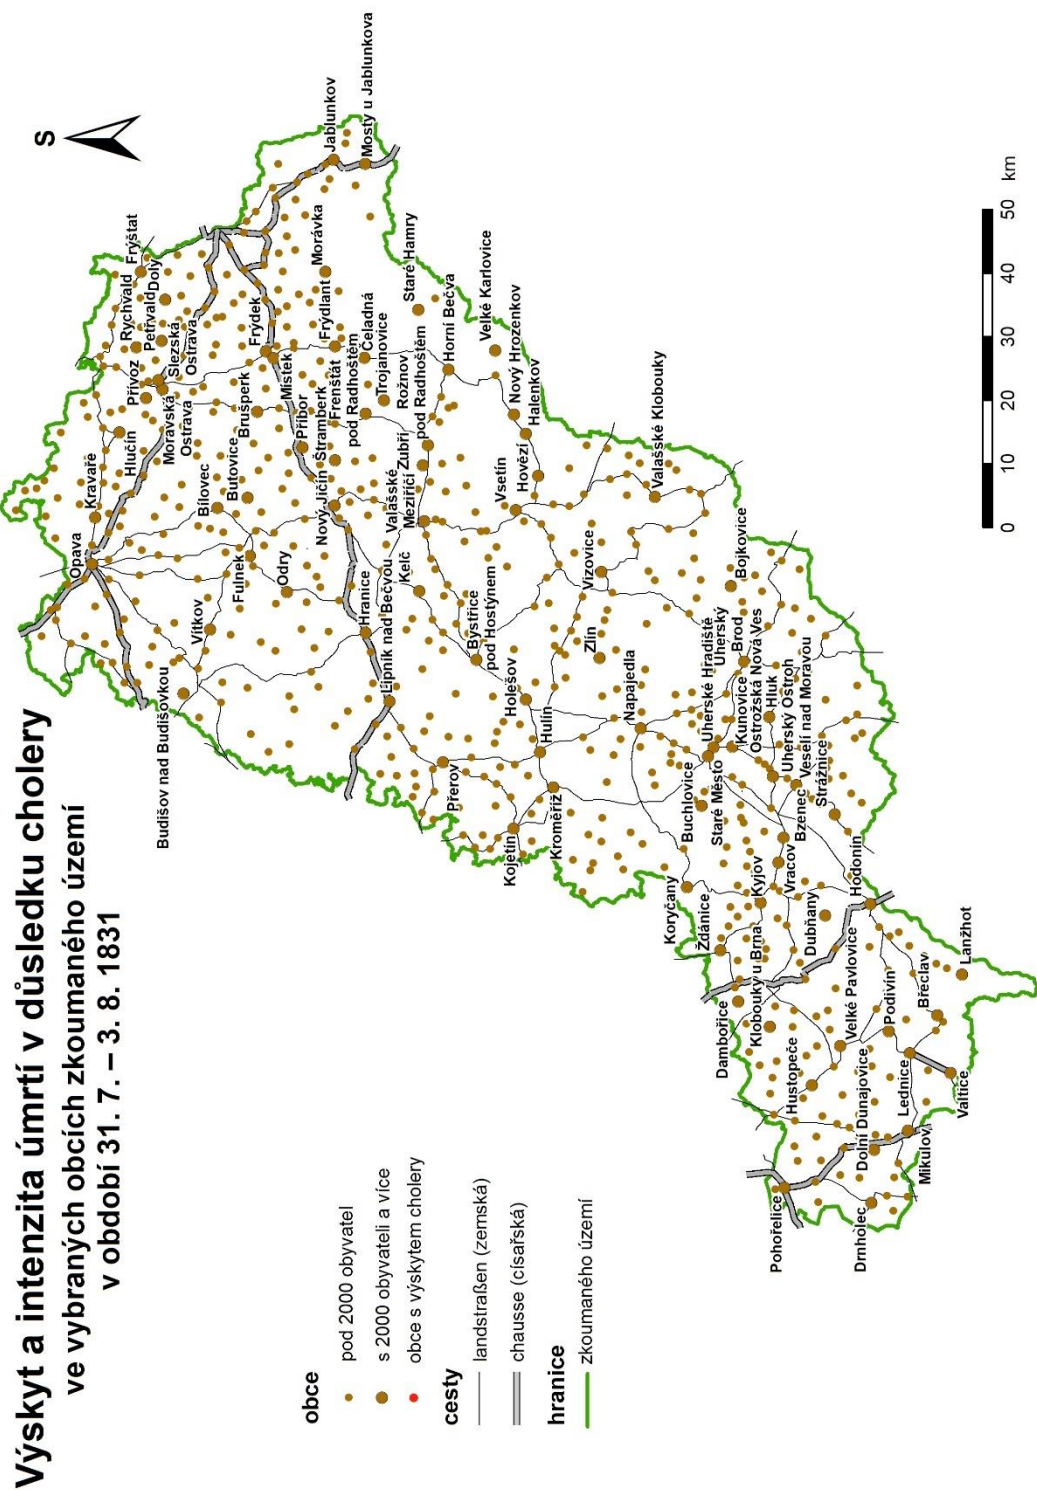 Výskyt a intenzita úmrtí v důsledku cholery
ve vybraných obcích zkoumaného území
v období 31. 7. – 3. 8. 1831
S
obce
pod 2000 obyvatel
s 2000 obyvateli a více
obce s výskytem cholery
cesty
landstraßen (zemská)
chausse (císařská)
hranice
zkoumaného území
Opava
Kravaře
Hlučín
Přívoz
Rychvald
Petřvald
Doly
Fryštát
Slezská
Ostrava
Moravská
Ostrava
Budišov nad Budišovkou
Vítkov
Bílovec
Butovice
Brušperk
Fulnek
Odry
Frýdek
Místek
Příbor
Štramberk
Nový Jičín
Frýdlant
Morávka
Jablunkov
Mosty u Jablunkova
Frenštát
pod Radhoštěm
Čeladná
Trojanovice
Staré Hamry
Hranice
Lipník nad Bečvou
Kelč
Valašské
Meziříčí
Zubří
Rožnov
pod Radhoštěm
Horní Bečva
Velké Karlovice
Nový Hrozenkov
Halenkov
Hovězí
Vsetín
Bystřice
pod Hostýnem
Přerov
Holešov
Hulín
Kojetín
Kroměříž
Vizovice
Zlín
Valašské Klobouky
Napajedla
Bojkovice
Uherské Hradiště
Uherský
Brod
Kunovice
Ostrožská Nová Ves
Hluk
Uherský Ostroh
Veselí nad Moravou
Strážnice
Buchlovice
Staré Město
Bzenec
Vracov
Kyjov
Koryčany
Ždánice
Dubňany
Hodonín
Dambořice
Klobouky u Brna
Hustopeče
Velké Pavlovice
Podivín
Břeclav
Lanžhot
Lednice
Valtice
Dolní Dunajovice
Mikulov
Pohořelice
Drnholec
0 10 20 30 40 50 km